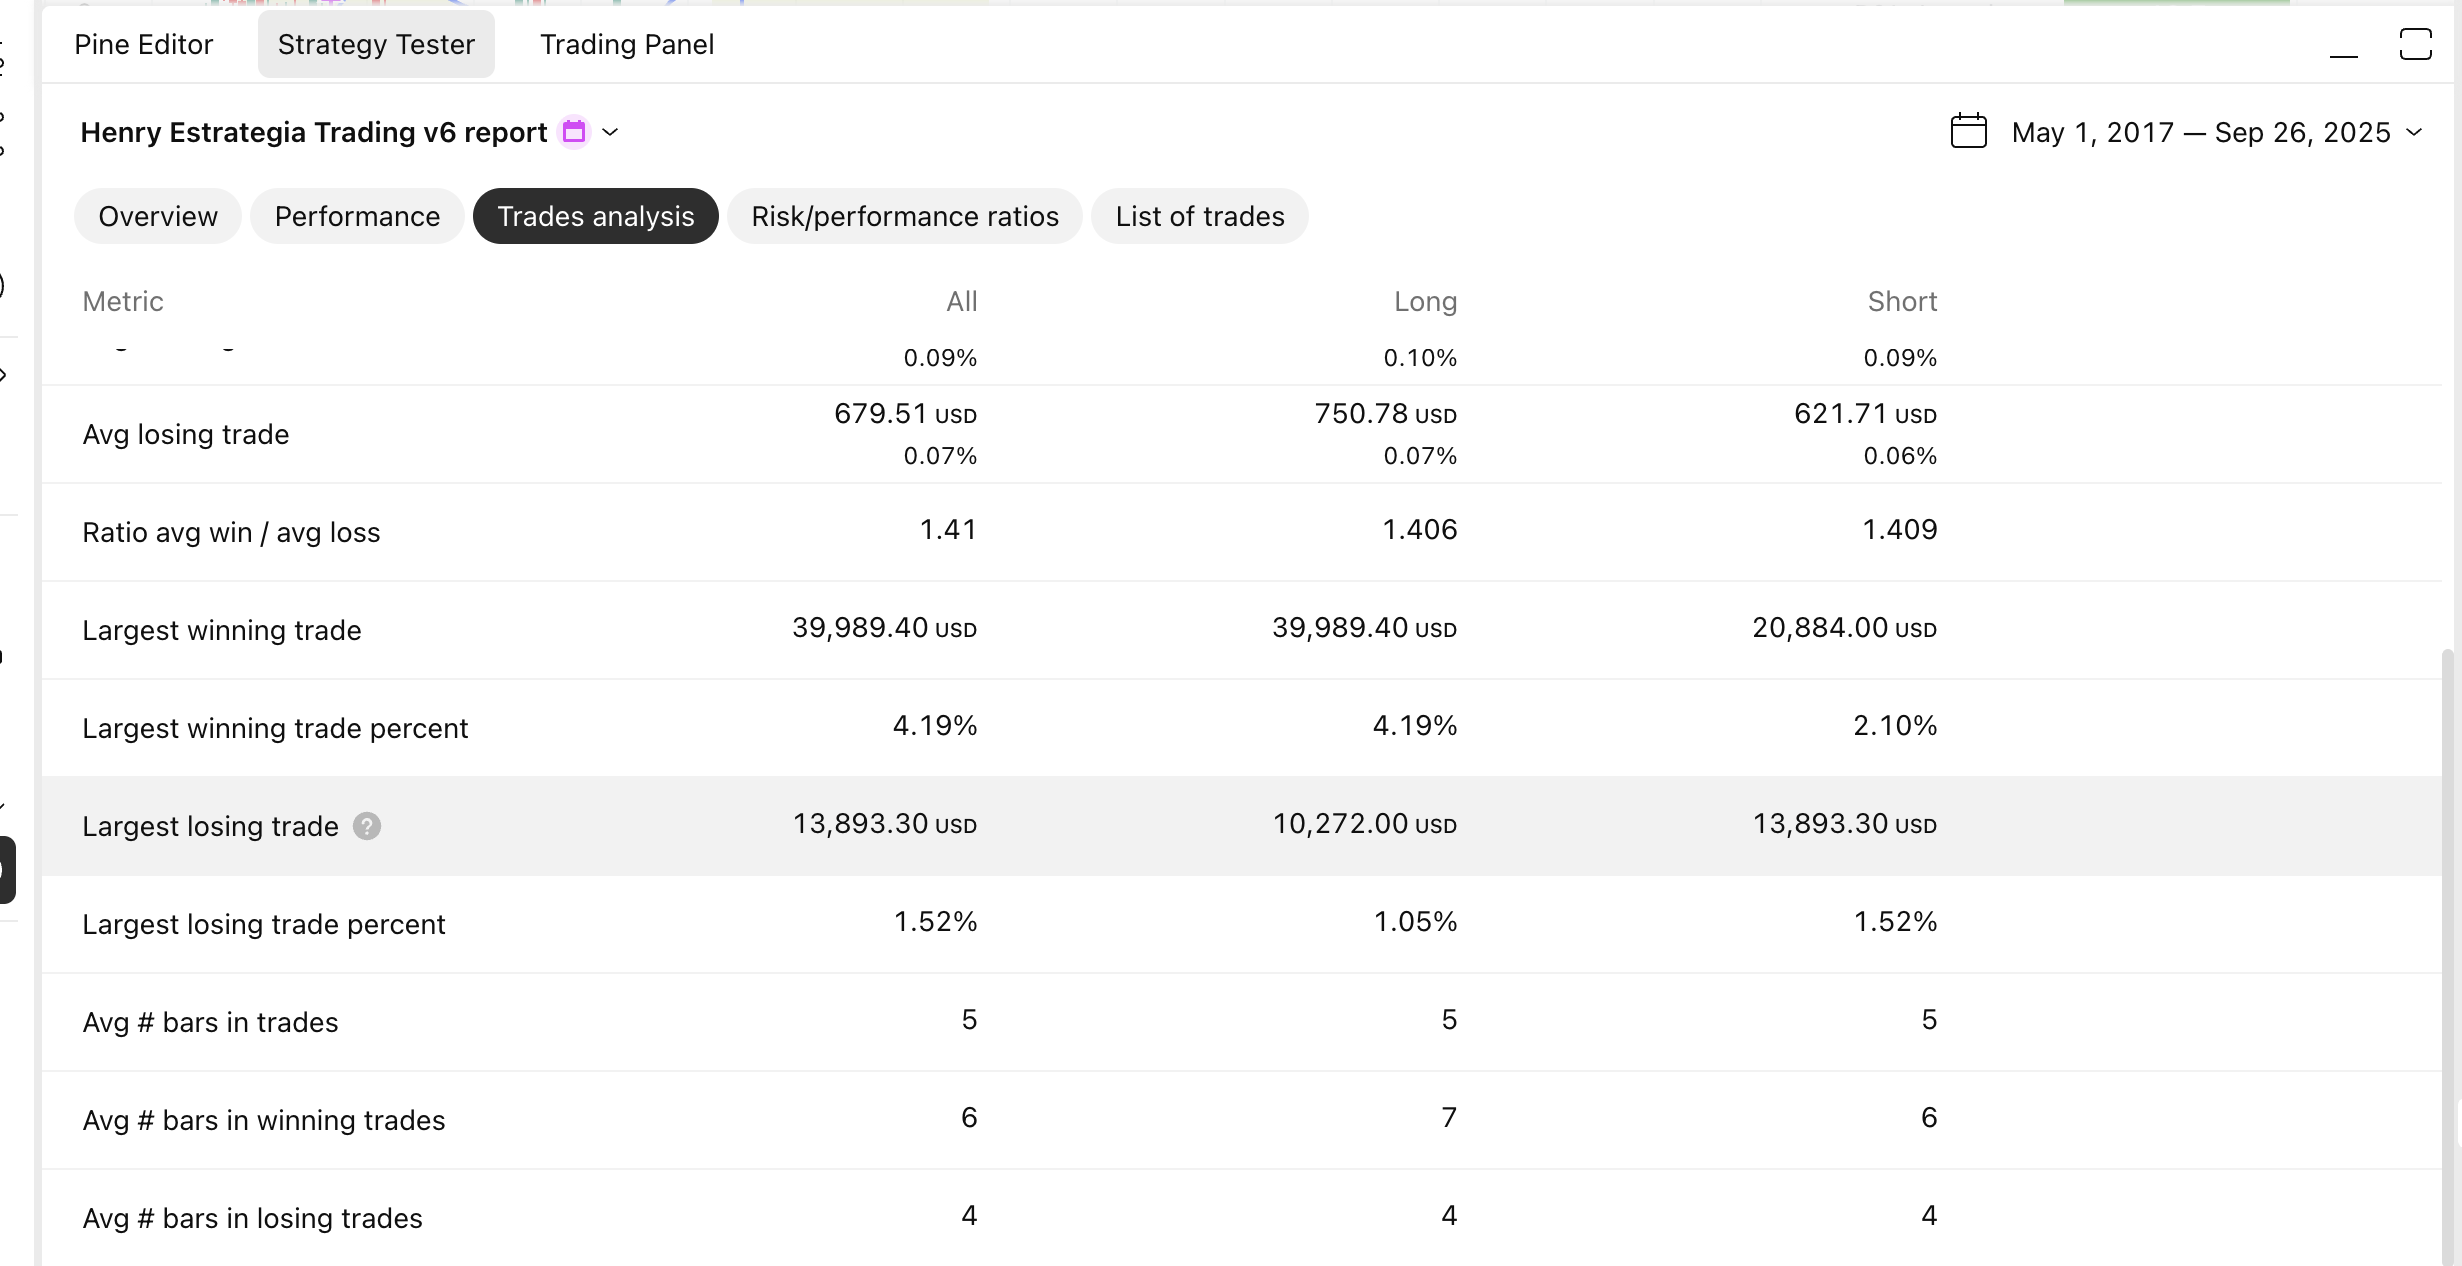 Pine Editor Strategy Tester Trading Panel
Henry Estrategia Trading v6 report May 1, 2017 — Sep 26, 2025
Overview Performance Trades analysis Risk/performance ratios List of trades
Metric All Long Short
0.09% 0.10% 0.09%
Avg losing trade 679.51 USD 750.78 USD 621.71 USD
0.07% 0.07% 0.06%
Ratio avg win / avg loss 1.41 1.406 1.409
Largest winning trade 39,989.40 USD 39,989.40 USD 20,884.00 USD
Largest winning trade percent 4.19% 4.19% 2.10%
Largest losing trade ? 13,893.30 USD 10,272.00 USD 13,893.30 USD
Largest losing trade percent 1.52% 1.05% 1.52%
Avg # bars in trades 5 5 5
Avg # bars in winning trades 6 7 6
Avg # bars in losing trades 4 4 4